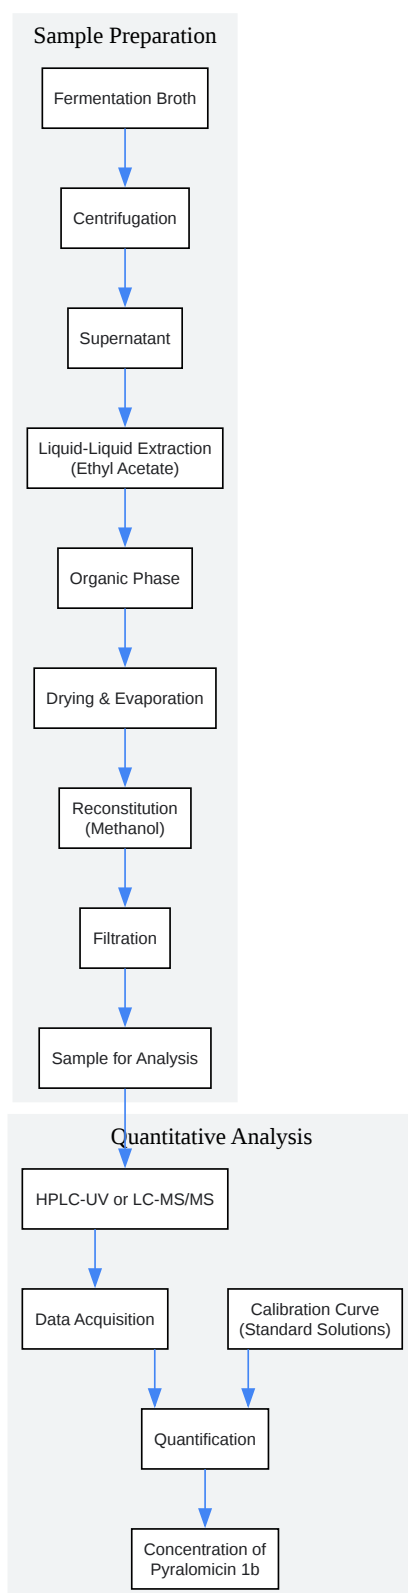 Sample Preparation
Fermentation Broth
Centrifugation
Supernatant
Liquid-Liquid Extraction
(Ethyl Acetate)
Organic Phase
Drying & Evaporation
Reconstitution
(Methanol)
Filtration
Sample for Analysis
Quantitative Analysis
HPLC-UV or LC-MS/MS
Data Acquisition
Calibration Curve
(Standard Solutions)
Quantification
Concentration of
Pyralomicin 1b